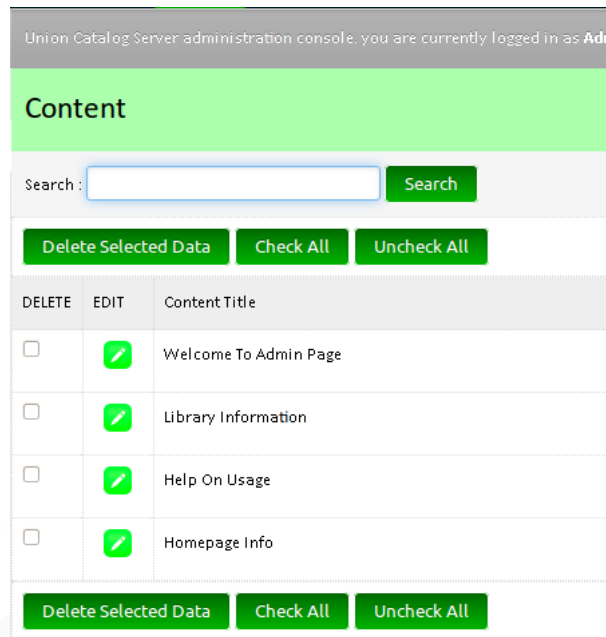 Union Catalog Server administration console. you are currently logged in as
Content
Search : Search
Delete Selected Data Check All Uncheck All
DELETE EDIT Content Title
Welcome To Admin Page
Library Information
Help On Usage
Homepage Info
Delete Selected Data Check All Uncheck All